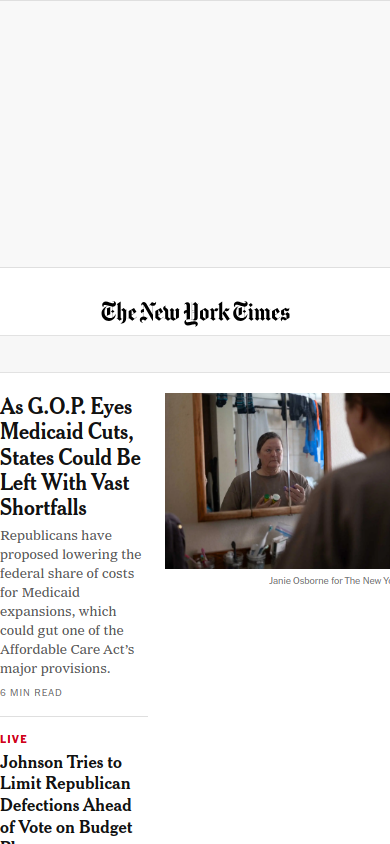 The New York Times
As G.O.P. Eyes
Medicaid Cuts,
States Could Be
Left With Vast
Shortfalls
Republicans have
proposed lowering the
federal share of costs
for Medicaid
expansions, which
could gut one of the
Affordable Care Act's
major provisions.
6 MIN READ
Janie Osborne for The New
LIVE
Johnson Tries to
Limit Republican
Defections Ahead
of Vote on Budget